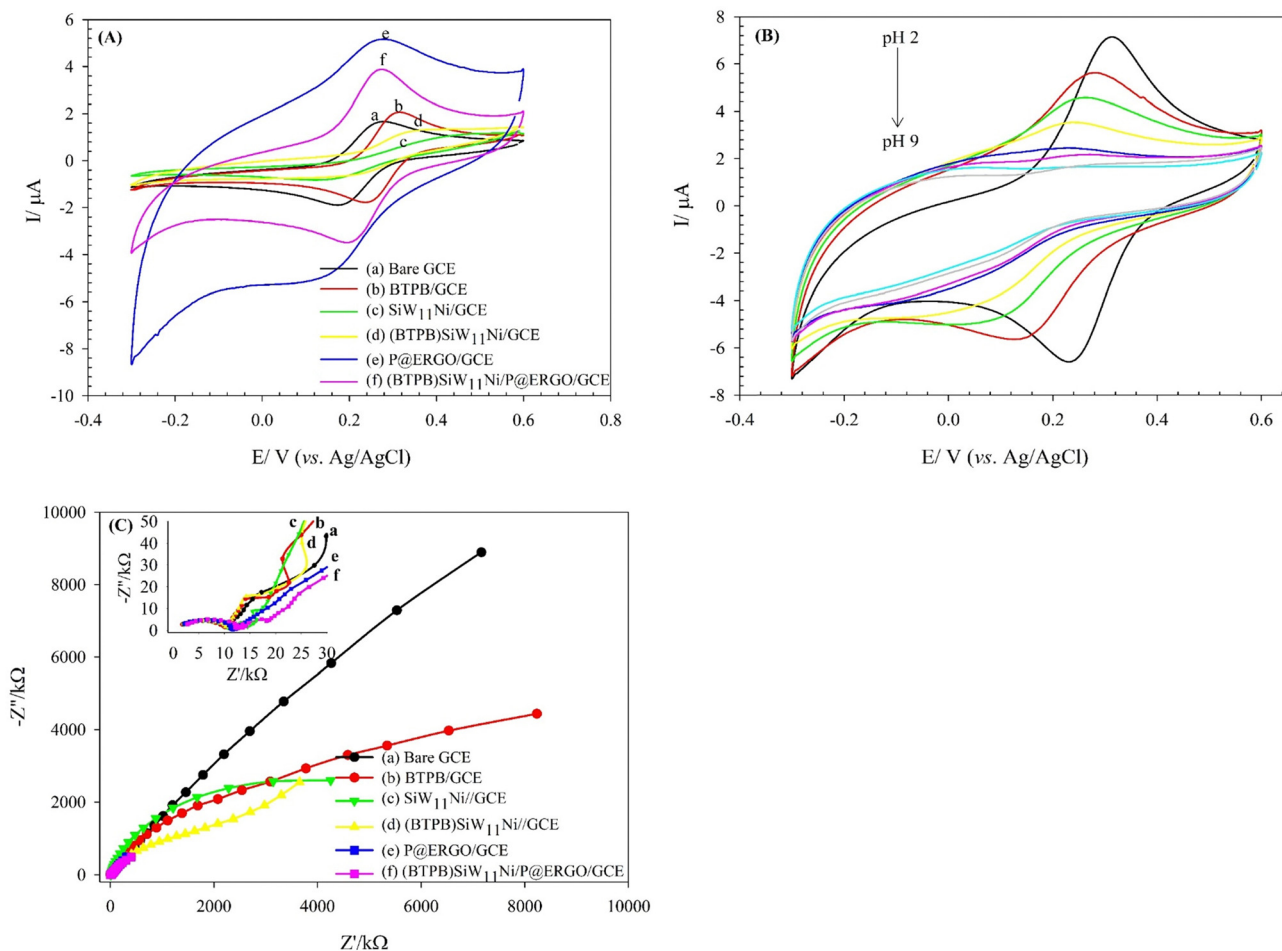 (A)
6
4
2
0
-2
-4
-6
-8
-10
I/ µA
e
f
a
b
d
c
(a) Bare GCE
(b) BTPB/GCE
(c) SiW11Ni/GCE
(d) (BTPB)SiW11Ni/GCE
(e) P@ERGO/GCE
(f) (BTPB)SiW11Ni/P@ERGO/GCE
-0.4 -0.2 0.0 0.2 0.4 0.6 0.8
E/ V (vs. Ag/AgCl)
(B)
8
6
4
2
0
-2
-4
-6
-8
I/ µA
pH 2
pH 9
-0.4 -0.2 0.0 0.2 0.4 0.6
E/ V (vs. Ag/AgCl)
(C)
10000
8000
6000
4000
2000
0
-Z"/kΩ
50
40
30
20
10
0
-Z"/kΩ
c b a
d
e
f
0 5 10 15 20 25 30
Z'/kΩ
(a) Bare GCE
(b) BTPB/GCE
(c) SiW11Ni//GCE
(d) (BTPB)SiW11Ni//GCE
(e) P@ERGO/GCE
(f) (BTPB)SiW11Ni/P@ERGO/GCE
0 2000 4000 6000 8000 10000
Z'/kΩ